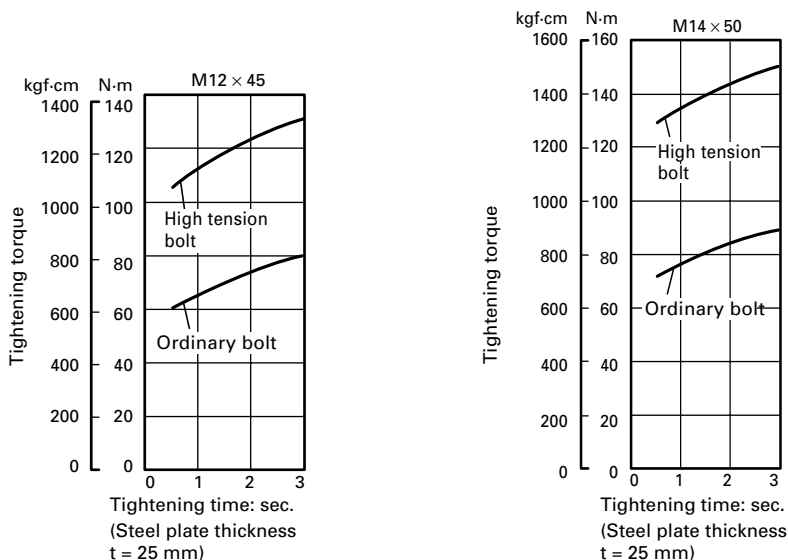 kgf·cm N·m M12 × 45
1400 140
1200 120
1000 100
800 80
600 60
400 40
200 20
0 0
Tightening torque
High tension
bolt
Ordinary bolt
0 1 2 3
Tightening time: sec.
(Steel plate thickness
t = 25 mm)
kgf·cm N·m M14 × 50
1600 160
1400 140
1200 120
1000 100
800 80
600 60
400 40
200 20
0 0
Tightening torque
High tension
bolt
Ordinary bolt
0 1 2 3
Tightening time: sec.
(Steel plate thickness
t = 25 mm)